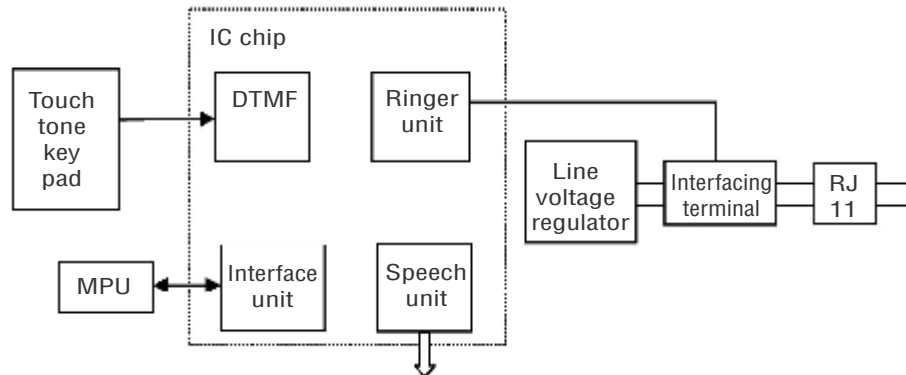 IC chip
Touch
tone
key
pad
DTMF
Ringer
unit
Line
voltage
regulator
Interfacing
terminal
RJ
11
MPU
Interface
unit
Speech
unit